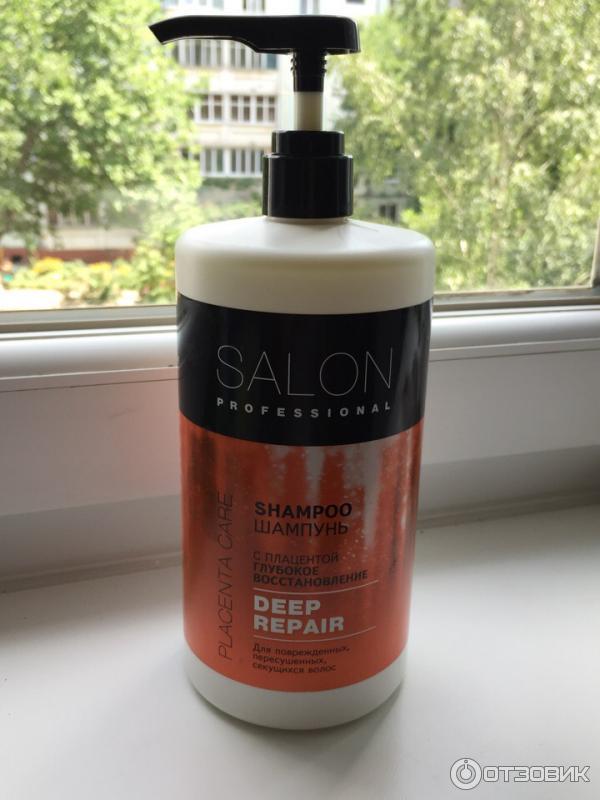 SALON
PROFESSIONAL
PLACENTA CARE
SHAMPOO
ШАМПУНЬ
С ПЛАЦЕНТОЙ
ГЛУБОКОЕ
ВОССТАНОВЛЕНИЕ
DEEP
REPAIR
Для поврежденных,
пересушенных,
секущихся волос
ОТЗОВИК